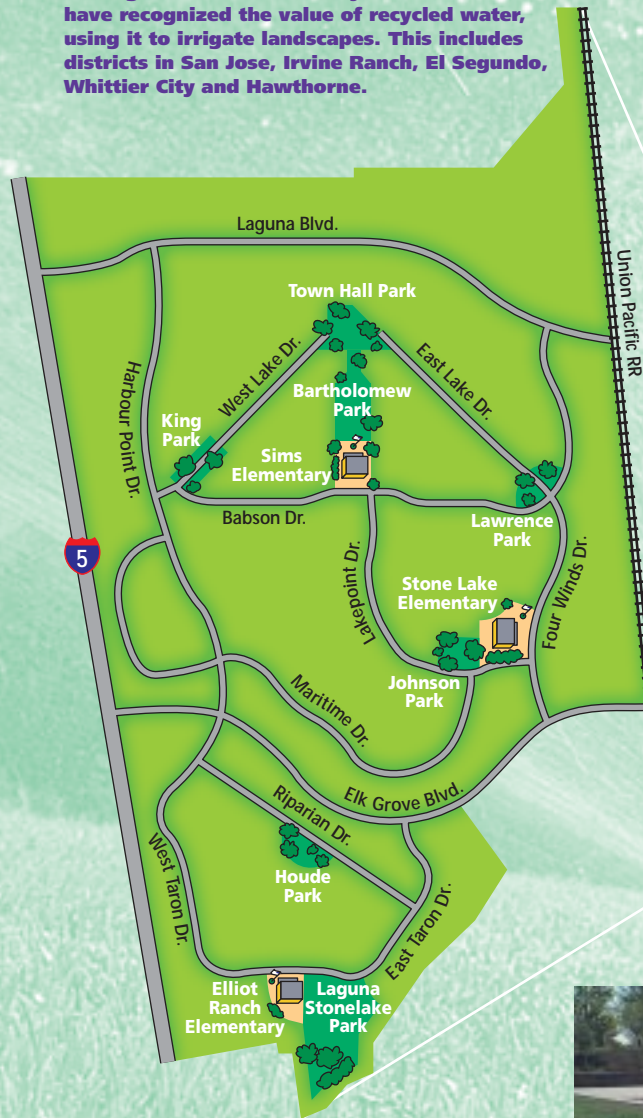 have recognized the value of recycled water,
using it to irrigate landscapes. This includes
districts in San Jose, Irvine Ranch, El Segundo,
Whittier City and Hawthorne.
Laguna Blvd.
Union Pacific RR
Town Hall Park
West Lake Dr.
East Lake Dr.
Harbour Point Dr.
Bartholomew
Park
King
Park
Sims
Elementary
Babson Dr.
Lawrence
Park
5
Lakepoint Dr.
Four Winds Dr.
Stone Lake
Elementary
Johnson
Park
Maritime Dr.
Elk Grove Blvd.
Riparian Dr.
West Taron Dr.
Houde
Park
East Taron Dr.
Elliot
Ranch
Elementary
Laguna
Stonelake
Park